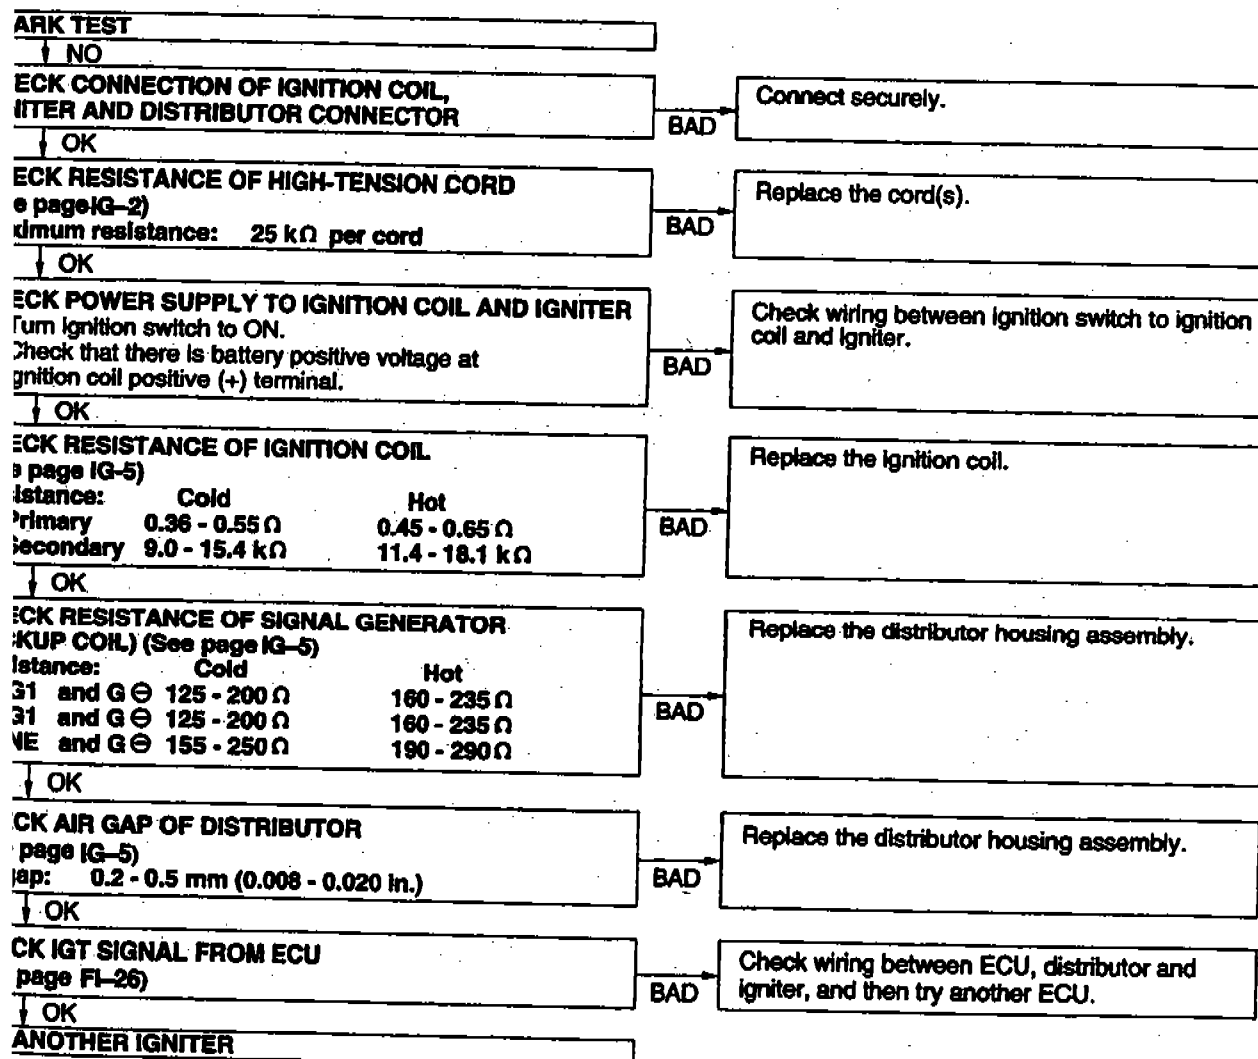 ARK TEST
NO
ECK CONNECTION OF IGNITION COIL,
NITER AND DISTRIBUTOR CONNECTOR
BAD
Connect securely.
OK
ECK RESISTANCE OF HIGH-TENSION CORD
e page IG–2)
ximum resistance: 25 kΩ per cord
BAD
Replace the cord(s).
OK
ECK POWER SUPPLY TO IGNITION COIL AND IGNITER
Turn ignition switch to ON.
Check that there is battery positive voltage at
gnition coil positive (+) terminal.
BAD
Check wiring between ignition switch to ignition
coil and igniter.
OK
ECK RESISTANCE OF IGNITION COIL
e page IG-5)
istance: Cold Hot
Primary 0.36 - 0.55 Ω 0.45 - 0.65 Ω
Secondary 9.0 - 15.4 kΩ 11.4 - 18.1 kΩ
BAD
Replace the ignition coil.
OK
ECK RESISTANCE OF SIGNAL GENERATOR
CKUP COIL) (See page IG–5)
istance: Cold Hot
G1 and G ⊖ 125 - 200 Ω 160 - 235 Ω
G1 and G ⊖ 125 - 200 Ω 160 - 235 Ω
NE and G ⊖ 155 - 250 Ω 190 - 290 Ω
BAD
Replace the distributor housing assembly.
OK
CK AIR GAP OF DISTRIBUTOR
page IG–5)
gap: 0.2 - 0.5 mm (0.008 - 0.020 in.)
BAD
Replace the distributor housing assembly.
OK
CK IGT SIGNAL FROM ECU
page FI–26)
BAD
Check wiring between ECU, distributor and
igniter, and then try another ECU.
OK
ANOTHER IGNITER